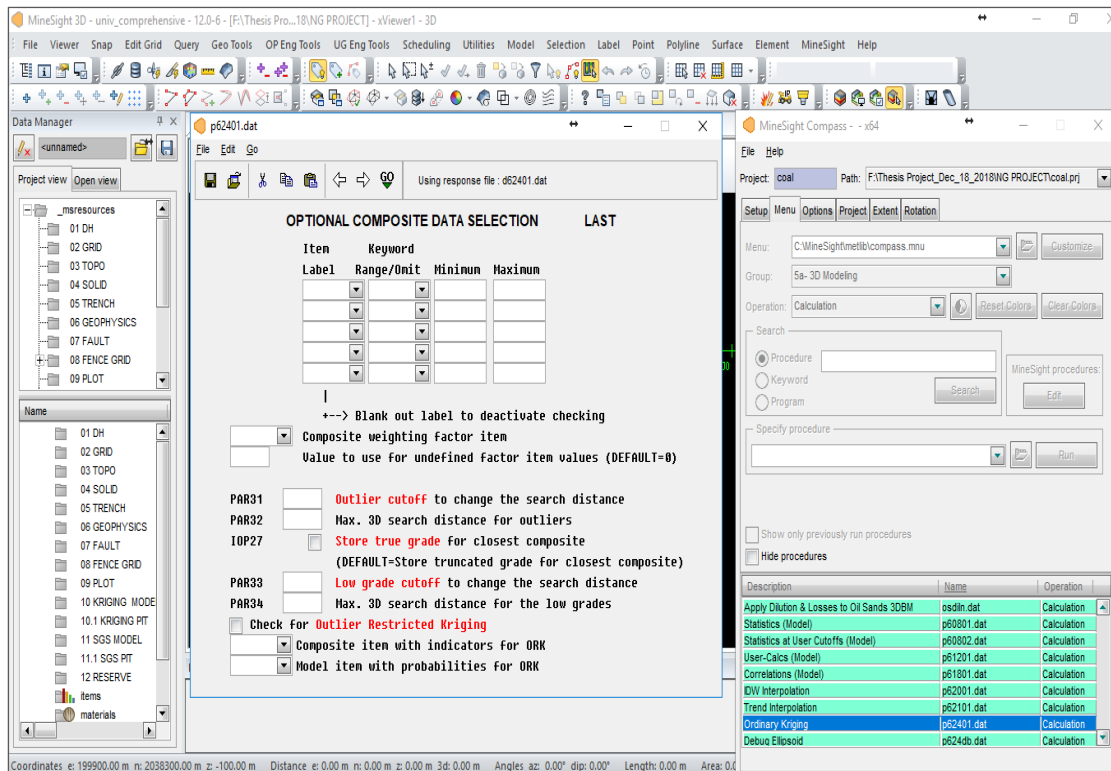 MineSight 3D - univ_comprehensive - 12.0-6 - [F:\Thesis Pro...18\NG PROJECT] - xViewer1 - 3D
File Viewer Snap Edit Grid Query Geo Tools OP Eng Tools UG Eng Tools Scheduling Utilities Model Selection Label Point Polyline Surface Element MineSight Help
Data Manager
<unnamed>
Project view Open view
_msresources
01 DH
02 GRID
03 TOPO
04 SOLID
05 TRENCH
06 GEOPHYSICS
07 FAULT
08 FENCE GRID
09 PLOT
Name
01 DH
02 GRID
03 TOPO
04 SOLID
05 TRENCH
06 GEOPHYSICS
07 FAULT
08 FENCE GRID
09 PLOT
10 KRIGING MODE
10.1 KRIGING PIT
11 SGS MODEL
11.1 SGS PIT
12 RESERVE
items
materials
p62401.dat
File Edit Go
GO Using response file : d62401.dat
OPTIONAL COMPOSITE DATA SELECTION LAST
Item Keyword
Label Range/Omit Minimum Maximum
|
+--> Blank out label to deactivate checking
Composite weighting factor item
Value to use for undefined factor item values (DEFAULT=0)
PAR31 Outlier cutoff to change the search distance
PAR32 Max. 3D search distance for outliers
IOP27 Store true grade for closest composite
(DEFAULT=Store truncated grade for closest composite)
PAR33 Low grade cutoff to change the search distance
PAR34 Max. 3D search distance for the low grades
Check for Outlier Restricted Kriging
Composite item with indicators for ORK
Model item with probabilities for ORK
MineSight Compass - - x64
File Help
Project: coal Path: F:\Thesis Project_Dec_18_2018\NG PROJECT\coal.prj
Setup Menu Options Project Extent Rotation
Menu: C:\MineSight\metlib\compass.mnu Customize
Group: 5a- 3D Modeling
Operation: Calculation Reset Colors Clear Colors
Search
Procedure
Keyword
Program
Search
MineSight procedures:
Edit
Specify procedure
Run
Show only previously run procedures
Hide procedures
Description Name Operation
Apply Dilution & Losses to Oil Sands 3DBM osdiln.dat Calculation
Statistics (Model) p60801.dat Calculation
Statistics at User Cutoffs (Model) p60802.dat Calculation
User-Calcs (Model) p61201.dat Calculation
Correlations (Model) p61801.dat Calculation
IDW Interpolation p62001.dat Calculation
Trend Interpolation p62101.dat Calculation
Ordinary Kriging p62401.dat Calculation
Debug Ellipsoid p624db.dat Calculation
Coordinates e: 199900.00 m n: 2038300.00 m z: -100.00 m Distance e: 0.00 m n: 0.00 m z: 0.00 m 3d: 0.00 m Angles az: 0.00° dip: 0.00° Length: 0.00 m Area: 0.0